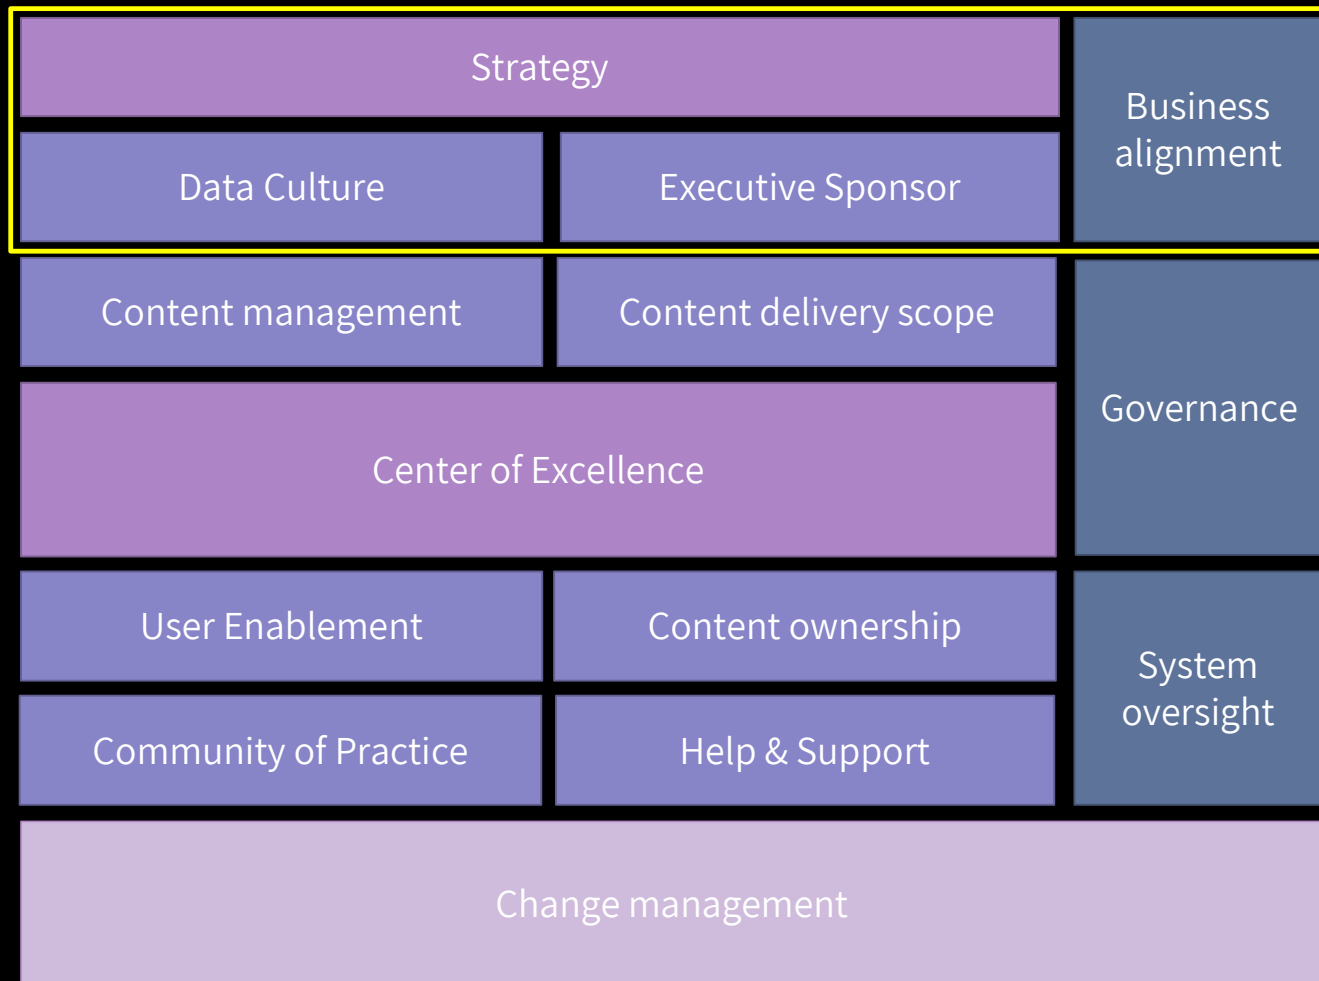 Strategy
Business
alignment
Data Culture
Executive Sponsor
Content management
Content delivery scope
Governance
Center of Excellence
User Enablement
Content ownership
System
oversight
Community of Practice
Help & Support
Change management